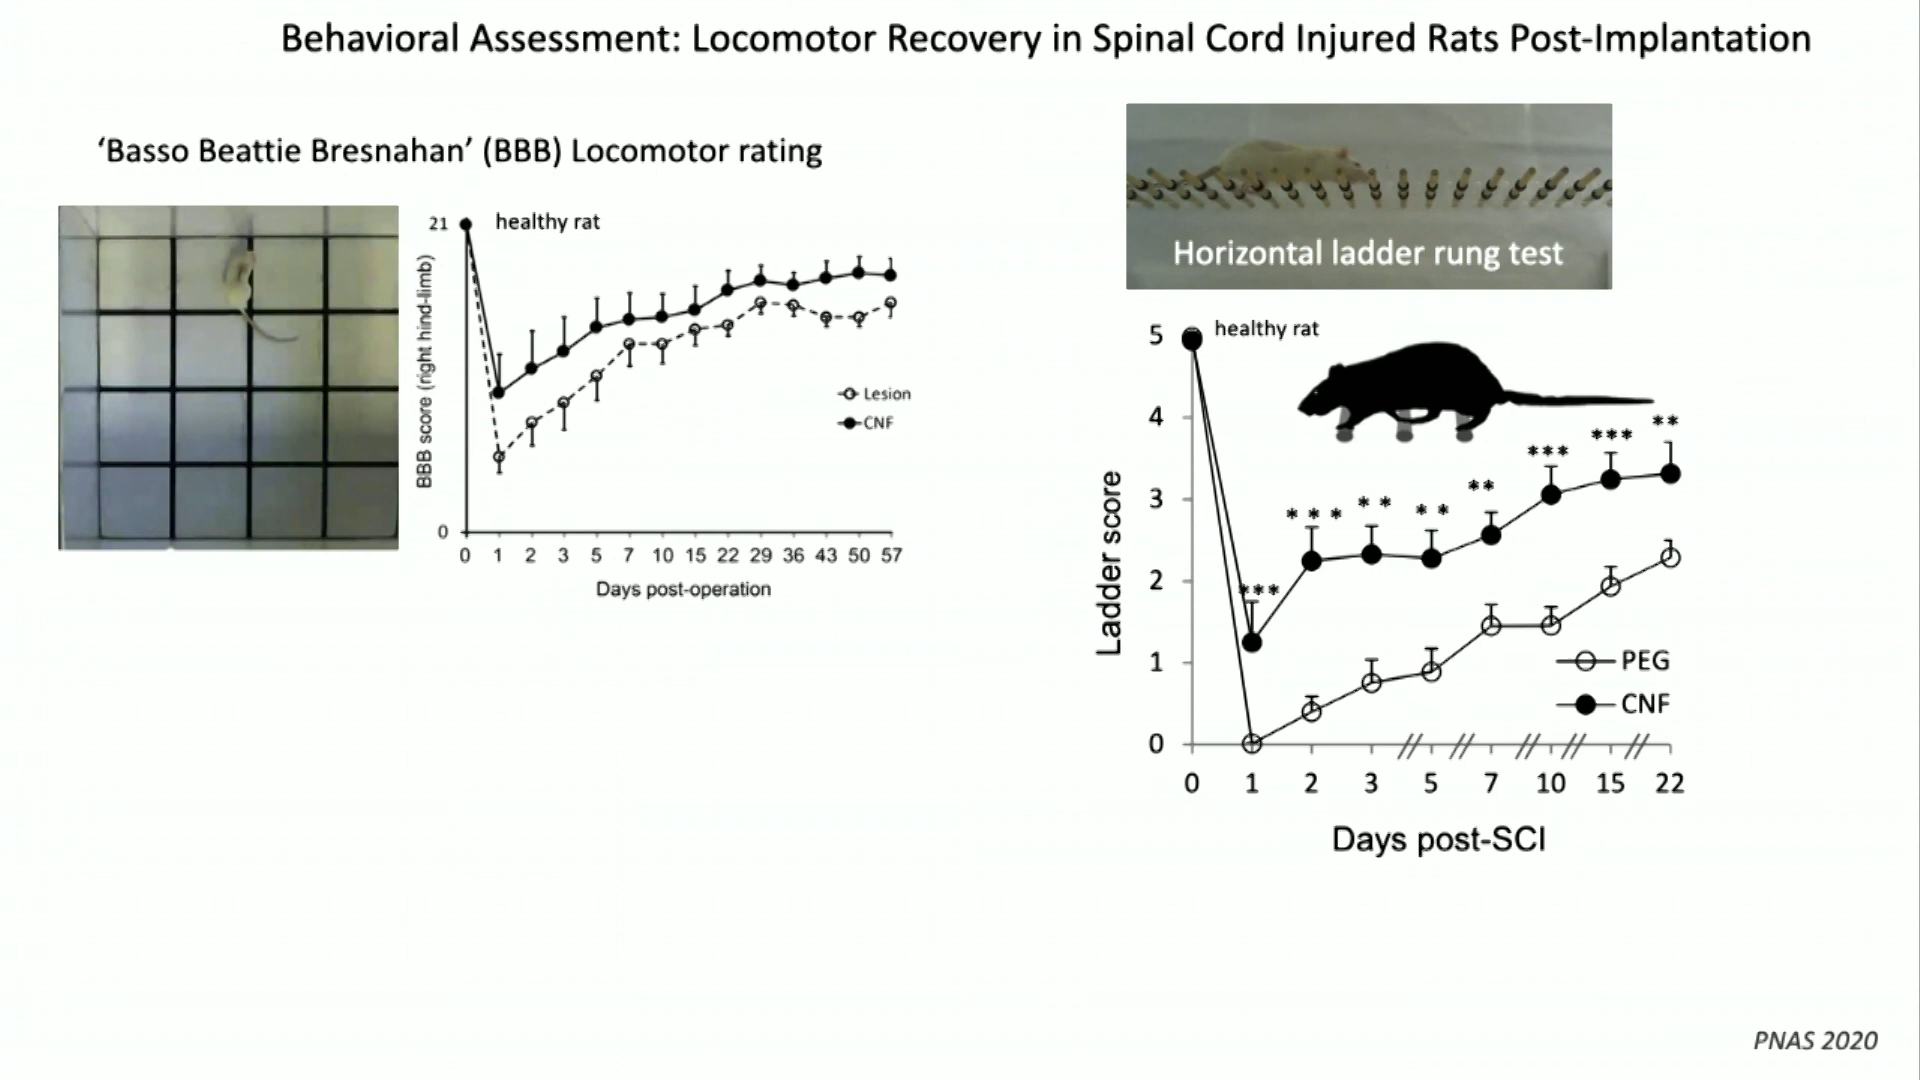 Behavioral Assessment: Locomotor Recovery in Spinal Cord Injured Rats Post-Implantation
‘Basso Beattie Bresnahan’ (BBB) Locomotor rating
21
healthy rat
BBB score (right hind-limb)
Lesion
CNF
0
0 1 2 3 5 7 10 15 22 29 36 43 50 57
Days post-operation
Horizontal ladder rung test
5
healthy rat
4
3
2
1
0
Ladder score
***
* * *
* *
* *
**
***
***
**
PEG
CNF
0 1 2 3 5 7 10 15 22
Days post-SCI
PNAS 2020